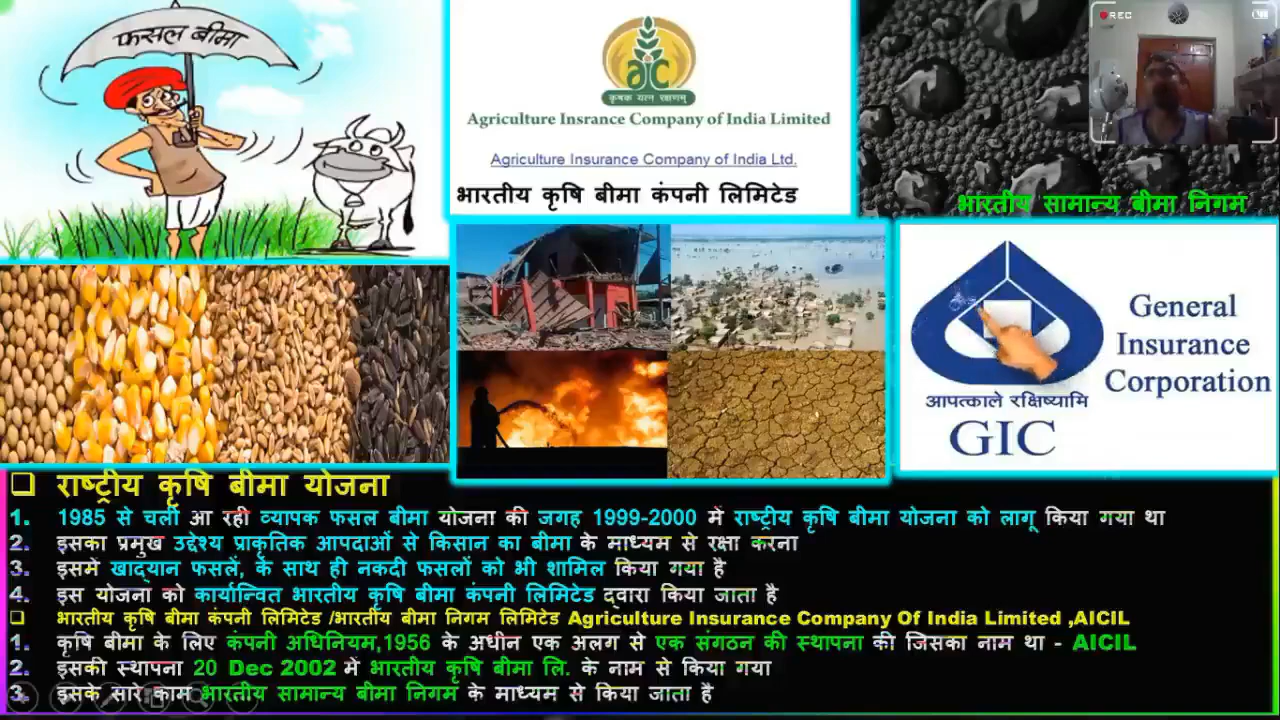 फसल बीमा
aic
कृषक यत्न रक्षणम्
Agriculture Insrance Company of India Limited
Agriculture Insurance Company of India Ltd.
भारतीय कृषि बीमा कंपनी लिमिटेड
REC
भारतीय सामान्य बीमा निगम
General
Insurance
Corporation
आपत्काले रक्षिष्यामि
GIC
राष्ट्रीय कृषि बीमा योजना
1. 1985 से चली आ रही व्यापक फसल बीमा योजना की जगह 1999-2000 में राष्ट्रीय कृषि बीमा योजना को लागू किया गया था
2. इसका प्रमुख उद्देश्य प्राकृतिक आपदाओं से किसान का बीमा के माध्यम से रक्षा करना
3. इसमें खाद्यान फसलें, के साथ ही नकदी फसलों को भी शामिल किया गया है
4. इस योजना को कार्यान्वित भारतीय कृषि बीमा कंपनी लिमिटेड द्वारा किया जाता है
भारतीय कृषि बीमा कंपनी लिमिटेड /भारतीय बीमा निगम लिमिटेड Agriculture Insurance Company Of India Limited ,AICIL
1. कृषि बीमा के लिए कंपनी अधिनियम,1956 के अधीन एक अलग से एक संगठन की स्थापना की जिसका नाम था - AICIL
2. इसकी स्थापना 20 Dec 2002 में भारतीय कृषि बीमा लि. के नाम से किया गया
3. इसके सारे काम भारतीय सामान्य बीमा निगम के माध्यम से किया जाता है